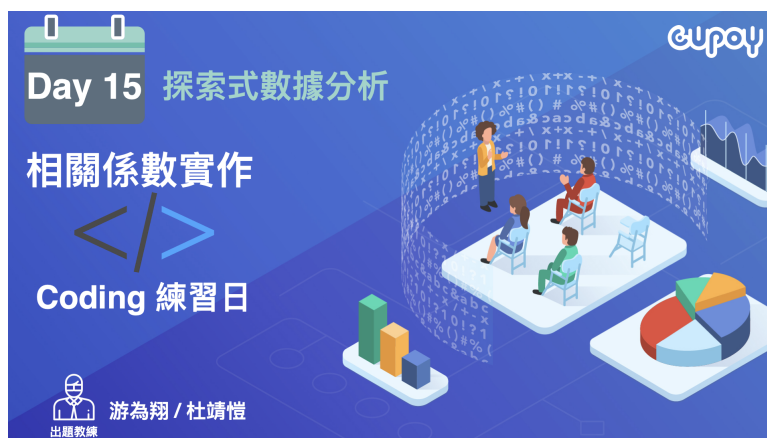 Day 15 探索式數據分析
cupoy
相關係數實作
</>
Coding 練習日
游為翔 / 杜靖愷
出題教練